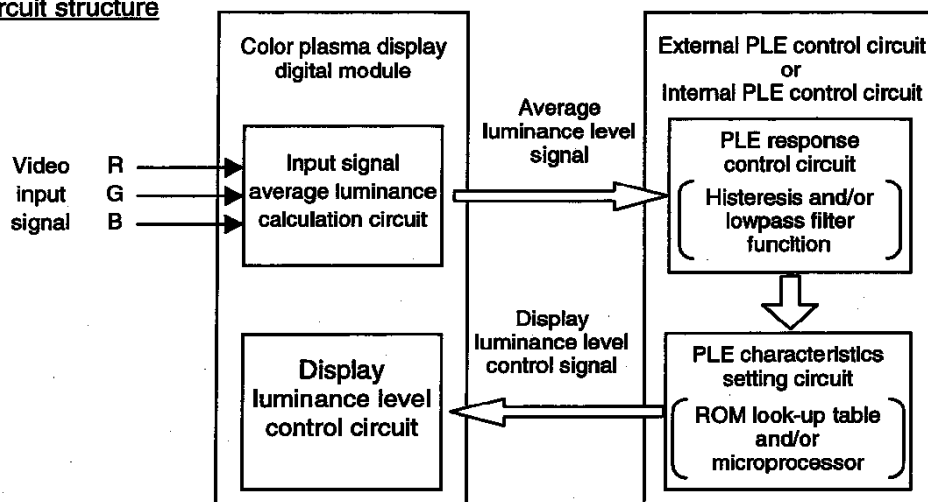 rcuit structure
Color plasma display
digital module
Video R
input G
signal B
Input signal
average luminance
calculation circuit
Average
luminance level
signal
External PLE control circuit
or
Internal PLE control circuit
PLE response
control circuit
Histeresis and/or
lowpass filter
funcition
Display
luminance level
control circuit
Display
luminance level
control signal
PLE characteristics
setting circuit
ROM look-up table
and/or
microprocessor